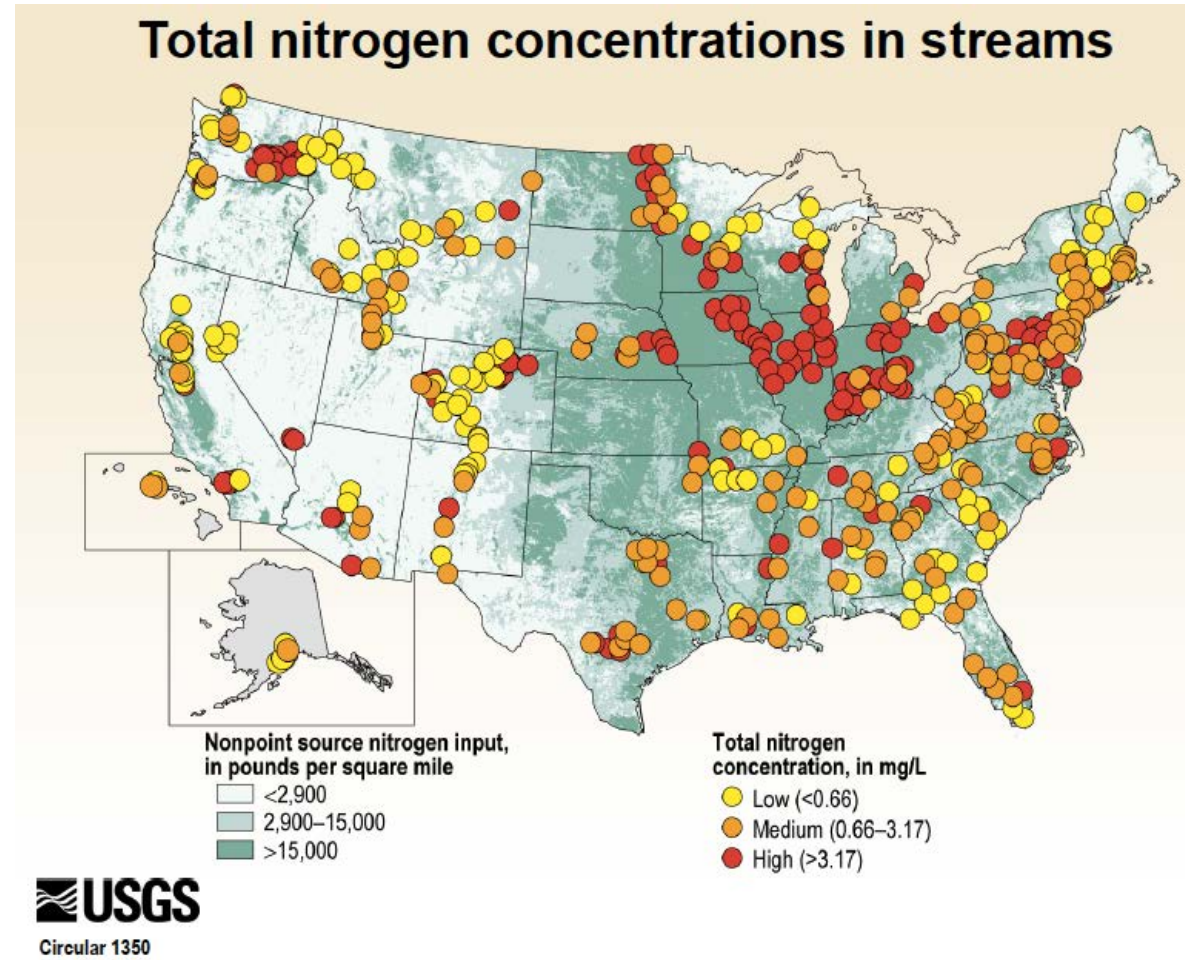 Total nitrogen concentrations in streams
Nonpoint source nitrogen input,
in pounds per square mile
<2,900
2,900–15,000
>15,000
Total nitrogen
concentration, in mg/L
Low (<0.66)
Medium (0.66–3.17)
High (>3.17)
USGS
Circular 1350